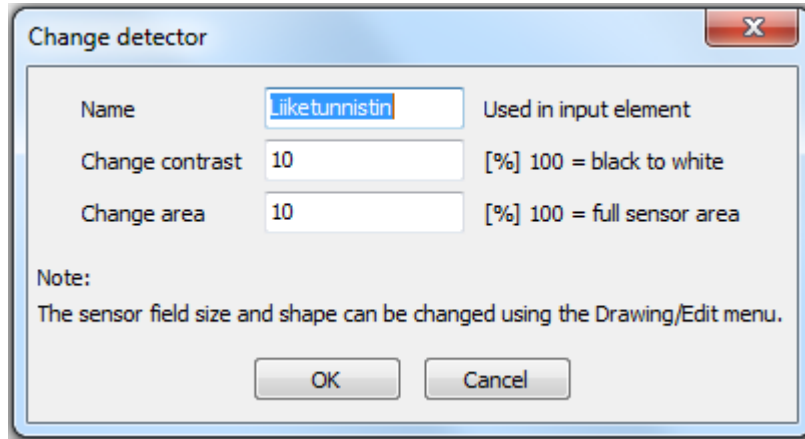 Change detector
Name Liiketunnistin Used in input element
Change contrast 10 [%] 100 = black to white
Change area 10 [%] 100 = full sensor area
Note:
The sensor field size and shape can be changed using the Drawing/Edit menu.
OK Cancel